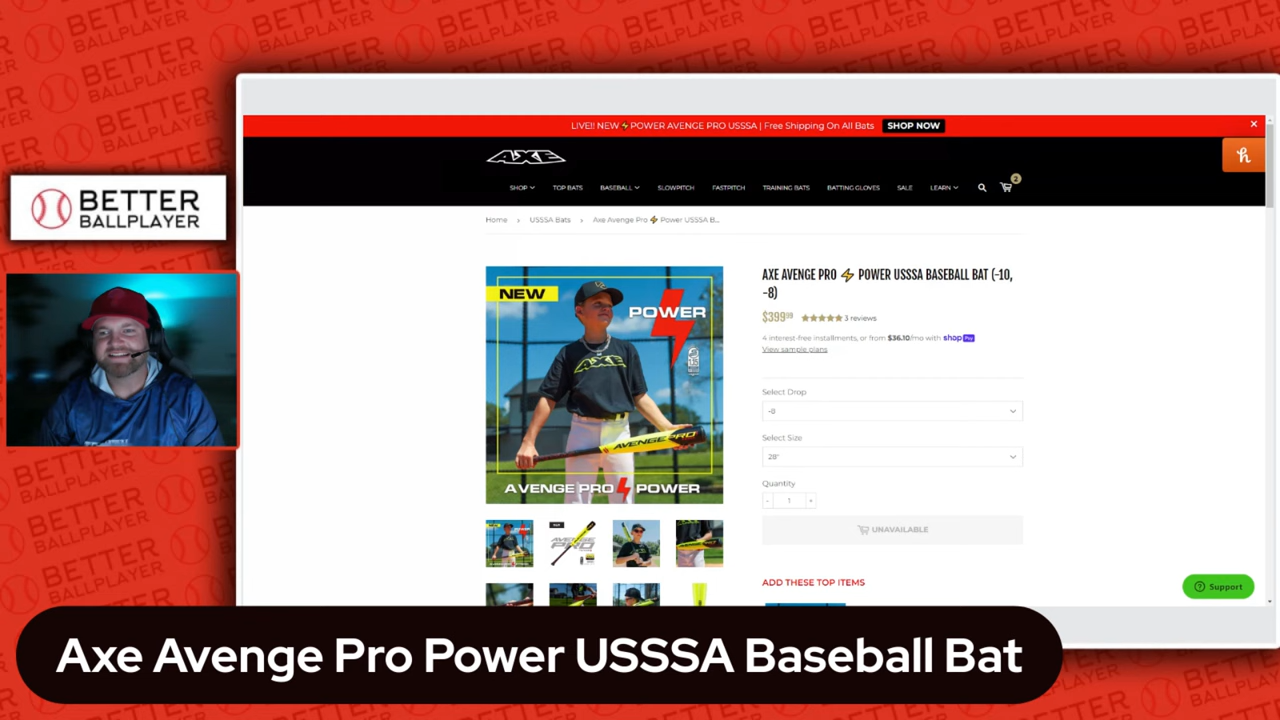 BETTER
BALLPLAYER
LIVE!! NEW⚡POWER AVENGE PRO USSSA | Free Shipping On All Bats SHOP NOW
AXE
SHOP TOP BATS BASEBALL SLOWPITCH FASTPITCH TRAINING BATS BATTING GLOVES SALE LEARN 2
Home › USSSA Bats › Axe Avenge Pro ⚡ Power USSSA B...
NEW
POWER
AXE
AVENGE PRO
AVENGE PRO POWER
AXE AVENGE PRO ⚡ POWER USSSA BASEBALL BAT (-10,
-8)
$399⁹⁹ ★★★★★ 3 reviews
4 interest-free installments, or from $36.10/mo with shop Pay
View sample plans
Select Drop
-8
Select Size
28"
Quantity
- 1 +
UNAVAILABLE
ADD THESE TOP ITEMS
Support
Axe Avenge Pro Power USSSA Baseball Bat